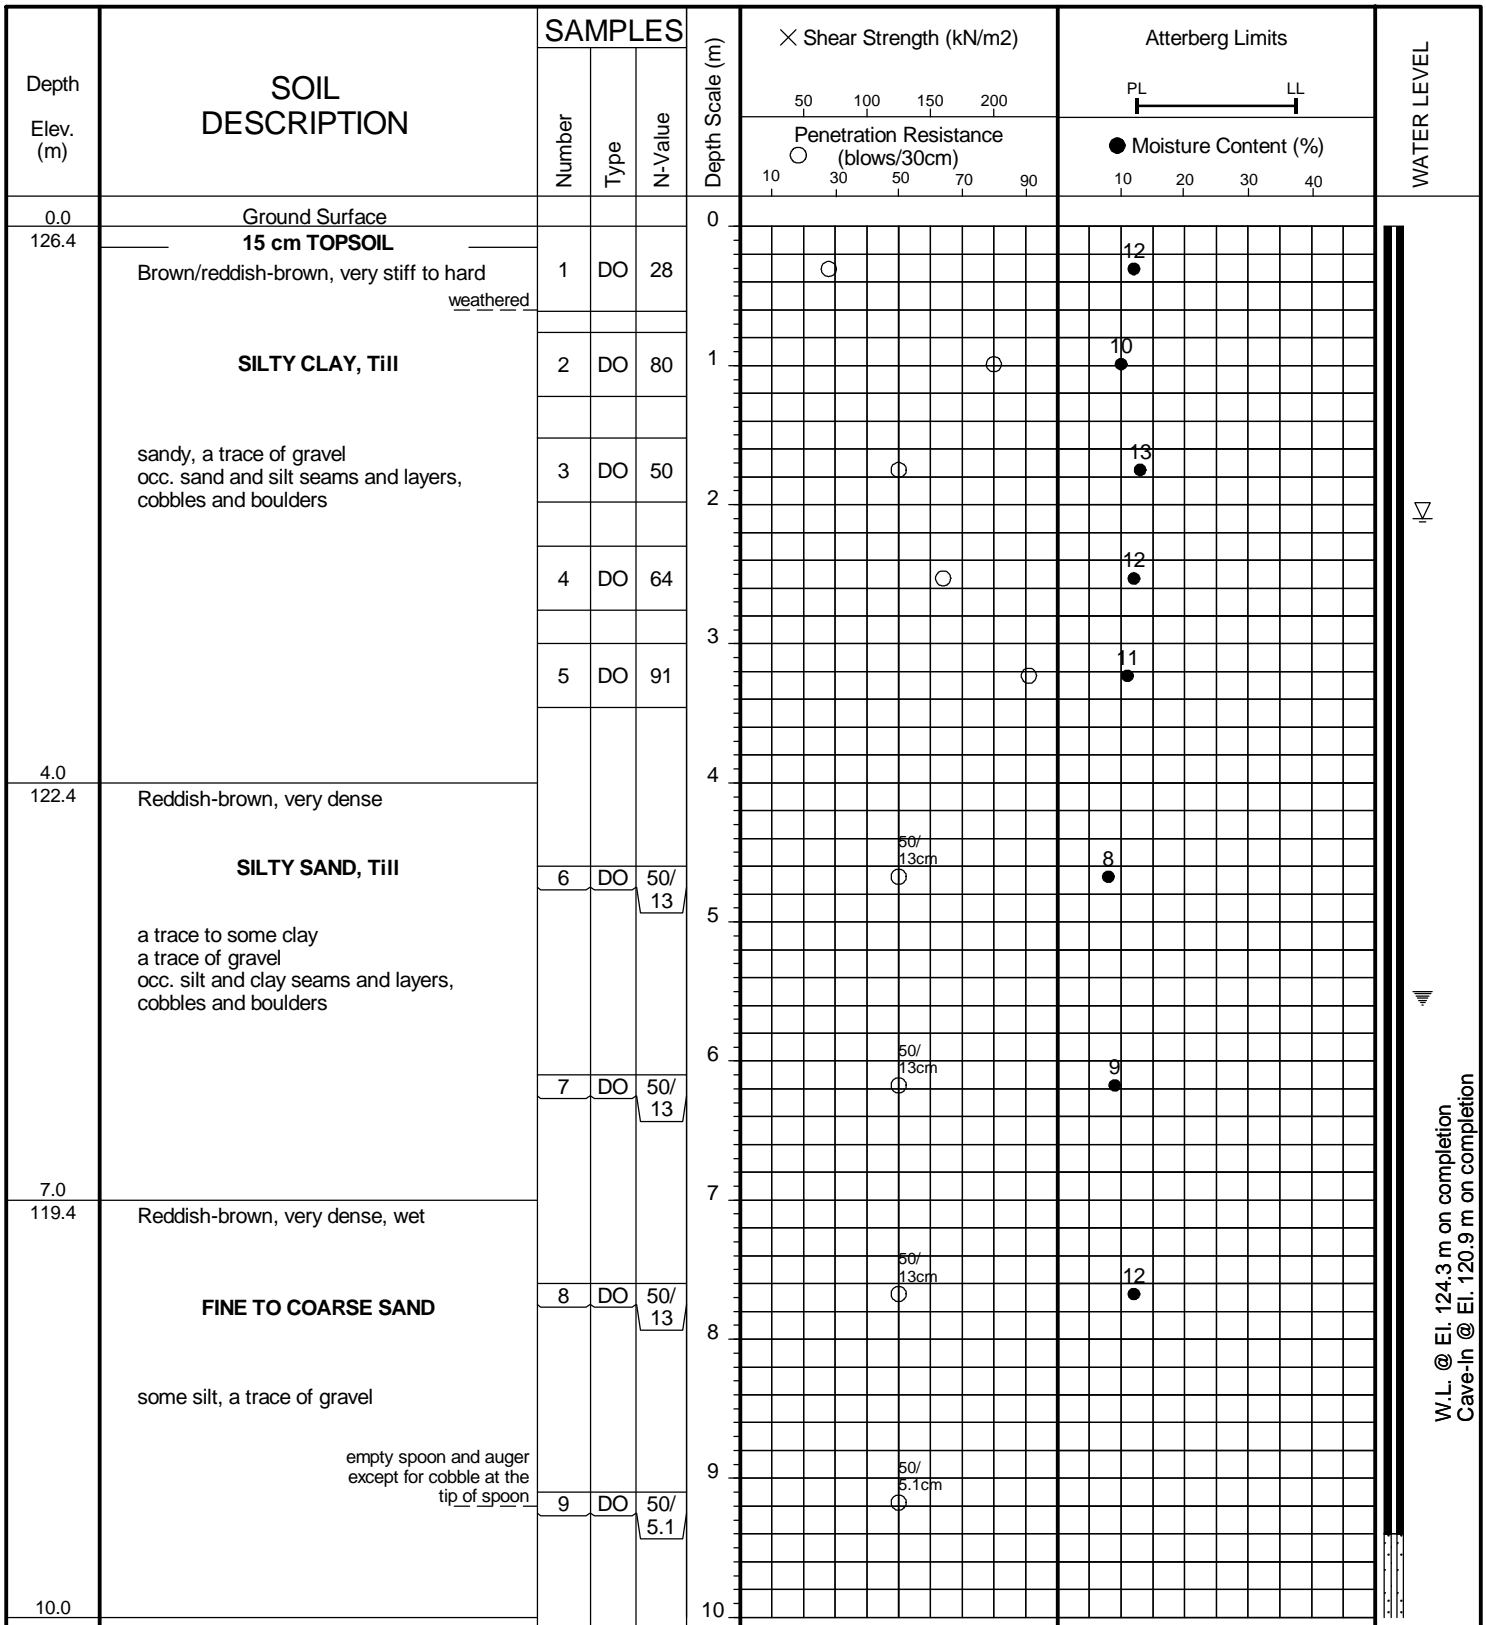 SAMPLES
Depth
Elev.
(m)
SOIL
DESCRIPTION
Number
Type
N-Value
Depth Scale (m)
Shear Strength (kN/m2)
50 100 150 200
Penetration Resistance
(blows/30cm)
10 30 50 70 90
Atterberg Limits
PL LL
Moisture Content (%)
10 20 30 40
WATER LEVEL
0.0 Ground Surface 0
126.4 15 cm TOPSOIL
Brown/reddish-brown, very stiff to hard
1 DO 28 12
weathered
SILTY CLAY, Till
2 DO 80 1 10
sandy, a trace of gravel
occ. sand and silt seams and layers,
cobbles and boulders
3 DO 50 13
2
4 DO 64 12
3
5 DO 91 11
4.0 4
122.4 Reddish-brown, very dense
SILTY SAND, Till
50/
13cm
6 DO 50/
13
8
5
a trace to some clay
a trace of gravel
occ. silt and clay seams and layers,
cobbles and boulders
6
50/
13cm
7 DO 50/
13
9
7.0 7
119.4 Reddish-brown, very dense, wet
50/
13cm
FINE TO COARSE SAND
8 DO 50/
13
12
8
some silt, a trace of gravel
empty spoon and auger
except for cobble at the
tip of spoon
9
50/
5.1cm
9 DO 50/
5.1
10.0 10
W.L. @ El. 124.3 m on completion
Cave-In @ El. 120.9 m on completion